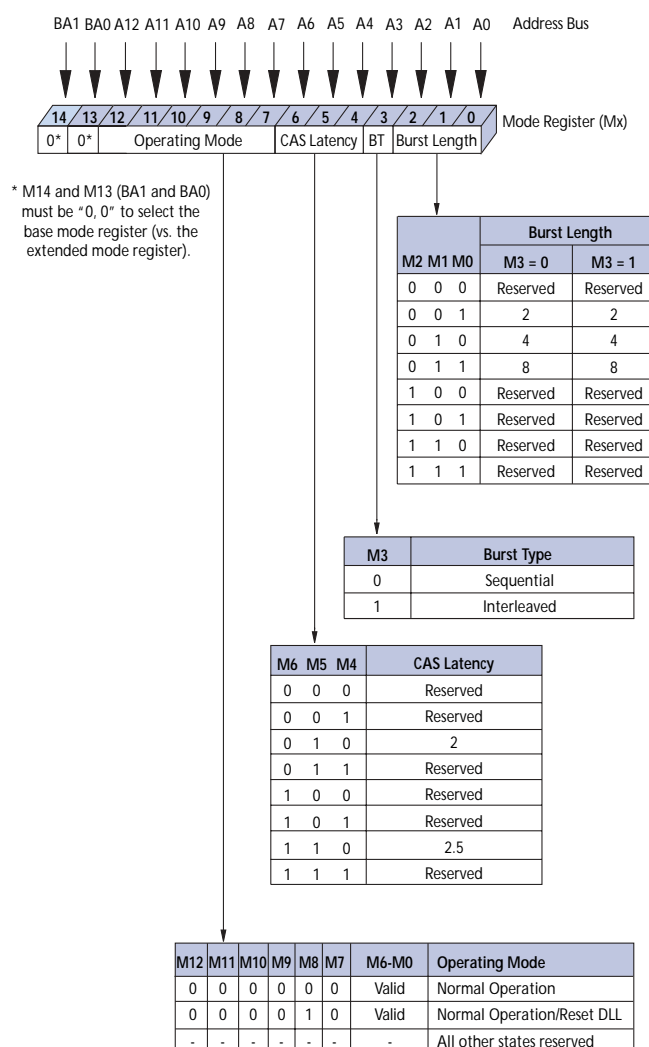 BA1 BA0 A12 A11 A10 A9 A8 A7 A6 A5 A4 A3 A2 A1 A0 Address Bus
14 13 12 11 10 9 8 7 6 5 4 3 2 1 0 Mode Register (Mx)
0* 0* Operating Mode CAS Latency BT Burst Length
* M14 and M13 (BA1 and BA0)
must be "0, 0" to select the
base mode register (vs. the
extended mode register).
Burst Length
M2 M1 M0 M3 = 0 M3 = 1
0 0 0 Reserved Reserved
0 0 1 2 2
0 1 0 4 4
0 1 1 8 8
1 0 0 Reserved Reserved
1 0 1 Reserved Reserved
1 1 0 Reserved Reserved
1 1 1 Reserved Reserved
M3 Burst Type
0 Sequential
1 Interleaved
M6 M5 M4 CAS Latency
0 0 0 Reserved
0 0 1 Reserved
0 1 0 2
0 1 1 Reserved
1 0 0 Reserved
1 0 1 Reserved
1 1 0 2.5
1 1 1 Reserved
M12 M11 M10 M9 M8 M7 M6-M0 Operating Mode
0 0 0 0 0 0 Valid Normal Operation
0 0 0 0 1 0 Valid Normal Operation/Reset DLL
- - - - - - - All other states reserved